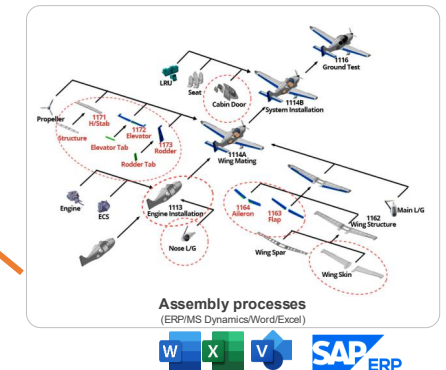 1116
Ground Test
LRU
Seat
Cabin Door
1114B
System Installation
Propeller
1171
H/Stab
Structure
1172
Elevator
Elevator Tab
1173
Rodder
Rodder Tab
1114A
Wing Mating
Engine
ECS
1113
Engine Installation
Nose L/G
1164
Aileron
1163
Flap
1162
Wing Structure
Main L/G
Wing Spar
Wing Skin
Assembly processes
(ERP/MS Dynamics/Word/Excel)
W
X
V
SAP
ERP